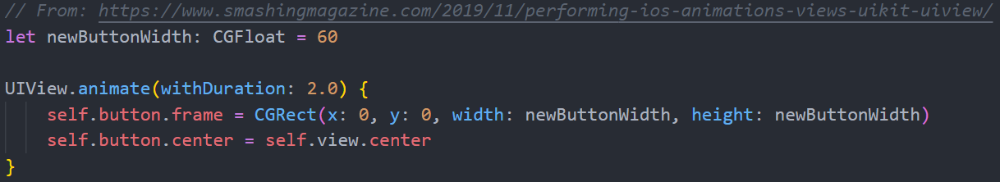 // From: https://www.smashingmagazine.com/2019/11/performing-ios-animations-views-uikit-uiview/
let newButtonWidth: CGFloat = 60

UIView.animate(withDuration: 2.0) {
    self.button.frame = CGRect(x: 0, y: 0, width: newButtonWidth, height: newButtonWidth)
    self.button.center = self.view.center
}